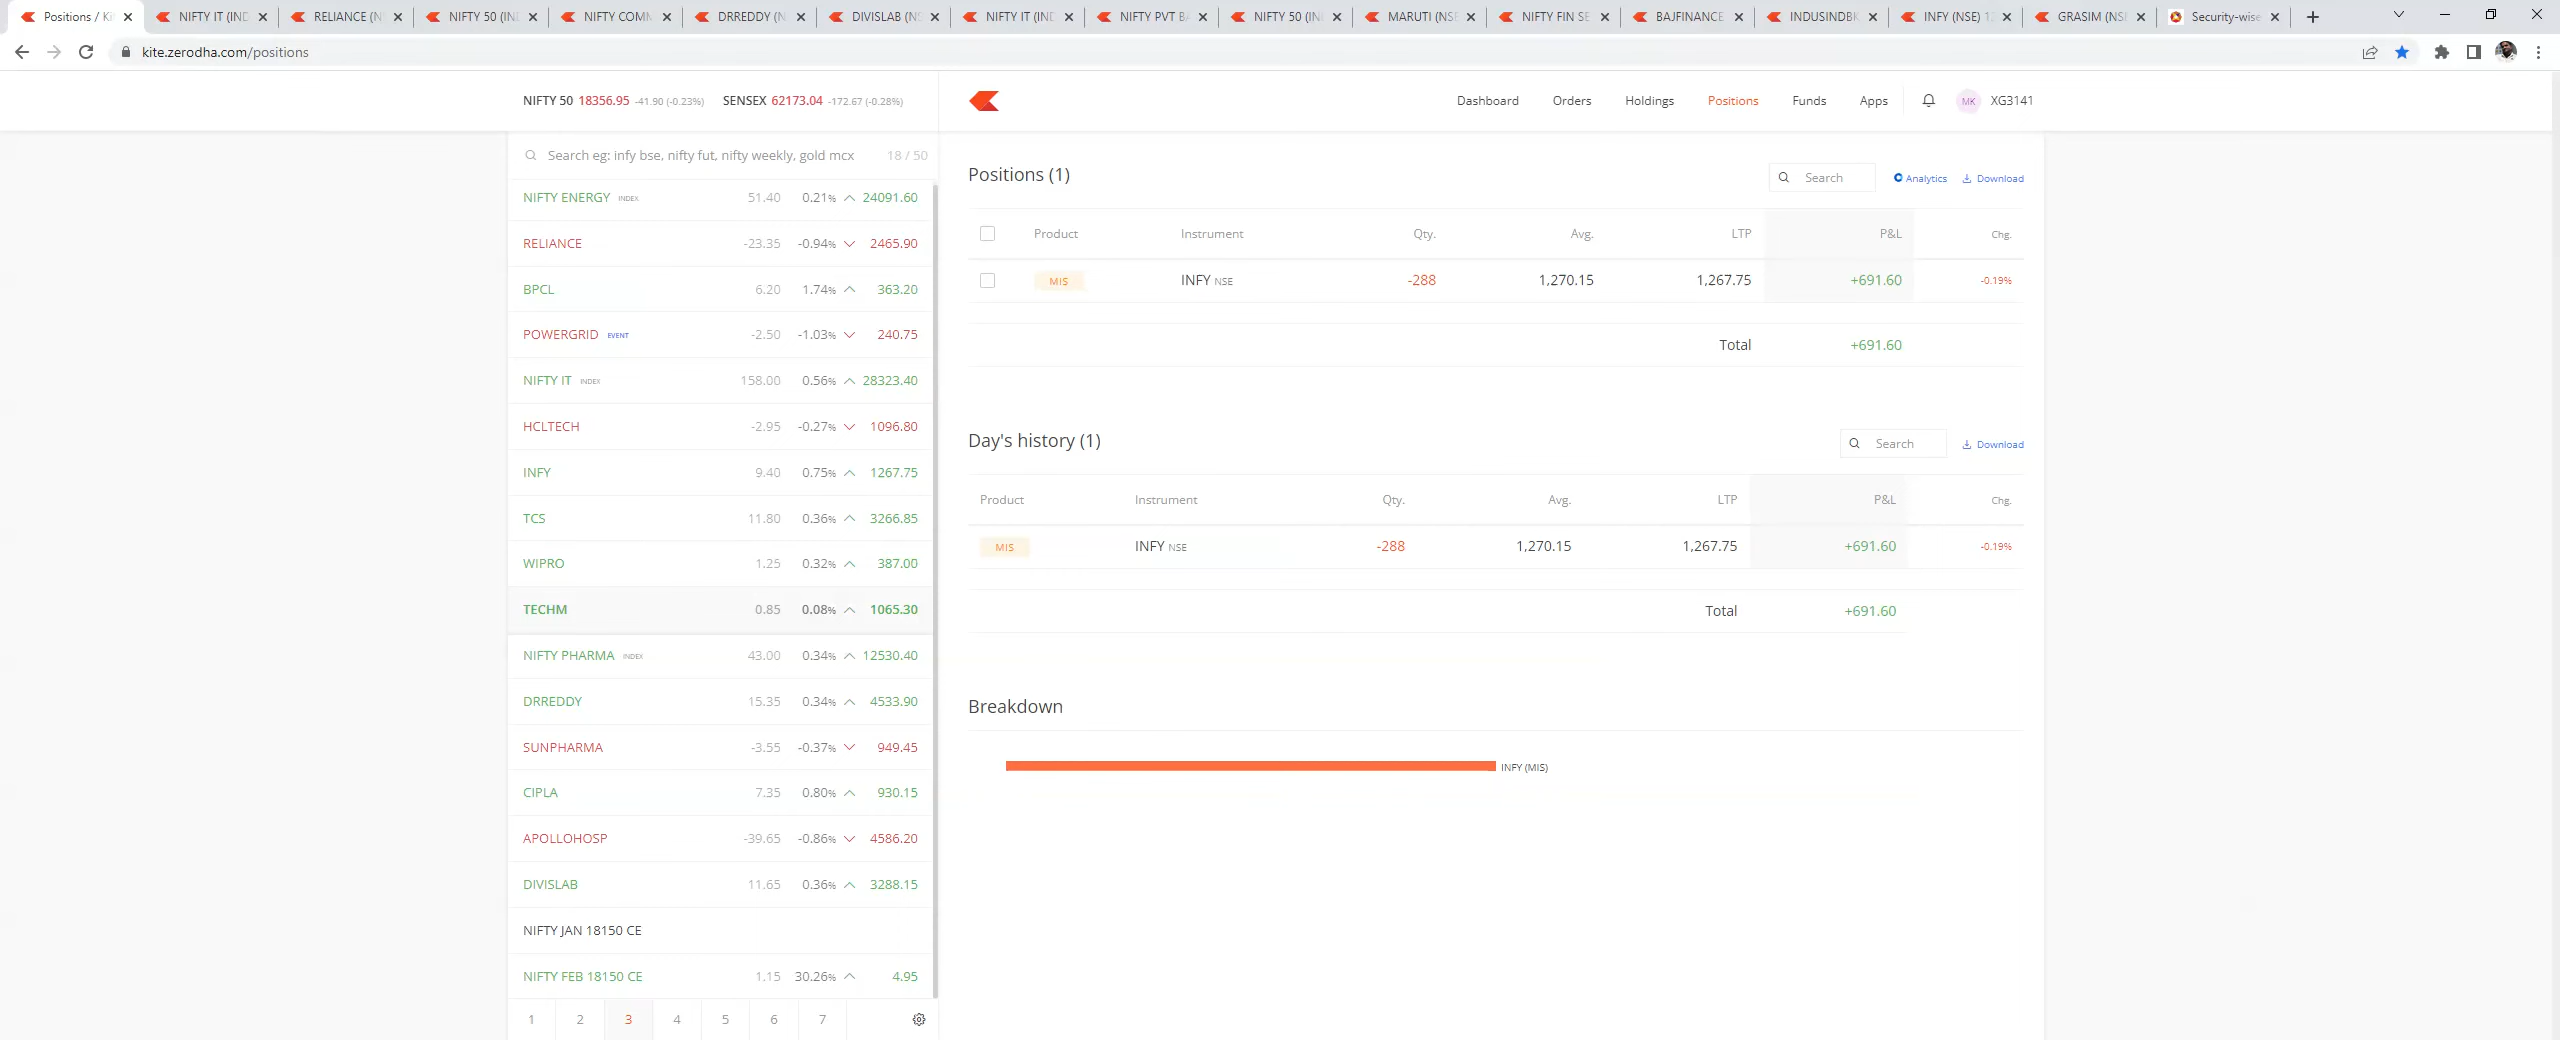 Positions / Ki
NIFTY IT (IND
RELIANCE (N
NIFTY 50 (IN
NIFTY COMM
DRREDDY (N
DIVISLAB (NS
NIFTY IT (IND
NIFTY PVT BA
NIFTY 50 (IN
MARUTI (NSE
NIFTY FIN SE
BAJFINANCE
INDUSINDBK
INFY (NSE) 12
GRASIM (NSE
Security-wise
kite.zerodha.com/positions
NIFTY 50 18356.95 -41.90 (-0.23%) SENSEX 62173.04 -172.67 (-0.28%)
Dashboard Orders Holdings Positions Funds Apps MK XG3141
Search eg: infy bse, nifty fut, nifty weekly, gold mcx 18 / 50
NIFTY ENERGY INDEX 51.40 0.21% 24091.60
RELIANCE -23.35 -0.94% 2465.90
BPCL 6.20 1.74% 363.20
POWERGRID EVENT -2.50 -1.03% 240.75
NIFTY IT INDEX 158.00 0.56% 28323.40
HCLTECH -2.95 -0.27% 1096.80
INFY 9.40 0.75% 1267.75
TCS 11.80 0.36% 3266.85
WIPRO 1.25 0.32% 387.00
TECHM 0.85 0.08% 1065.30
NIFTY PHARMA INDEX 43.00 0.34% 12530.40
DRREDDY 15.35 0.34% 4533.90
SUNPHARMA -3.55 -0.37% 949.45
CIPLA 7.35 0.80% 930.15
APOLLOHOSP -39.65 -0.86% 4586.20
DIVISLAB 11.65 0.36% 3288.15
NIFTY JAN 18150 CE
NIFTY FEB 18150 CE 1.15 30.26% 4.95
1 2 3 4 5 6 7
Positions (1) Search Analytics Download
Product Instrument Qty. Avg. LTP P&L Chg.
MIS INFY NSE -288 1,270.15 1,267.75 +691.60 -0.19%
Total +691.60
Day's history (1) Search Download
Product Instrument Qty. Avg. LTP P&L Chg.
MIS INFY NSE -288 1,270.15 1,267.75 +691.60 -0.19%
Total +691.60
Breakdown
INFY (MIS)